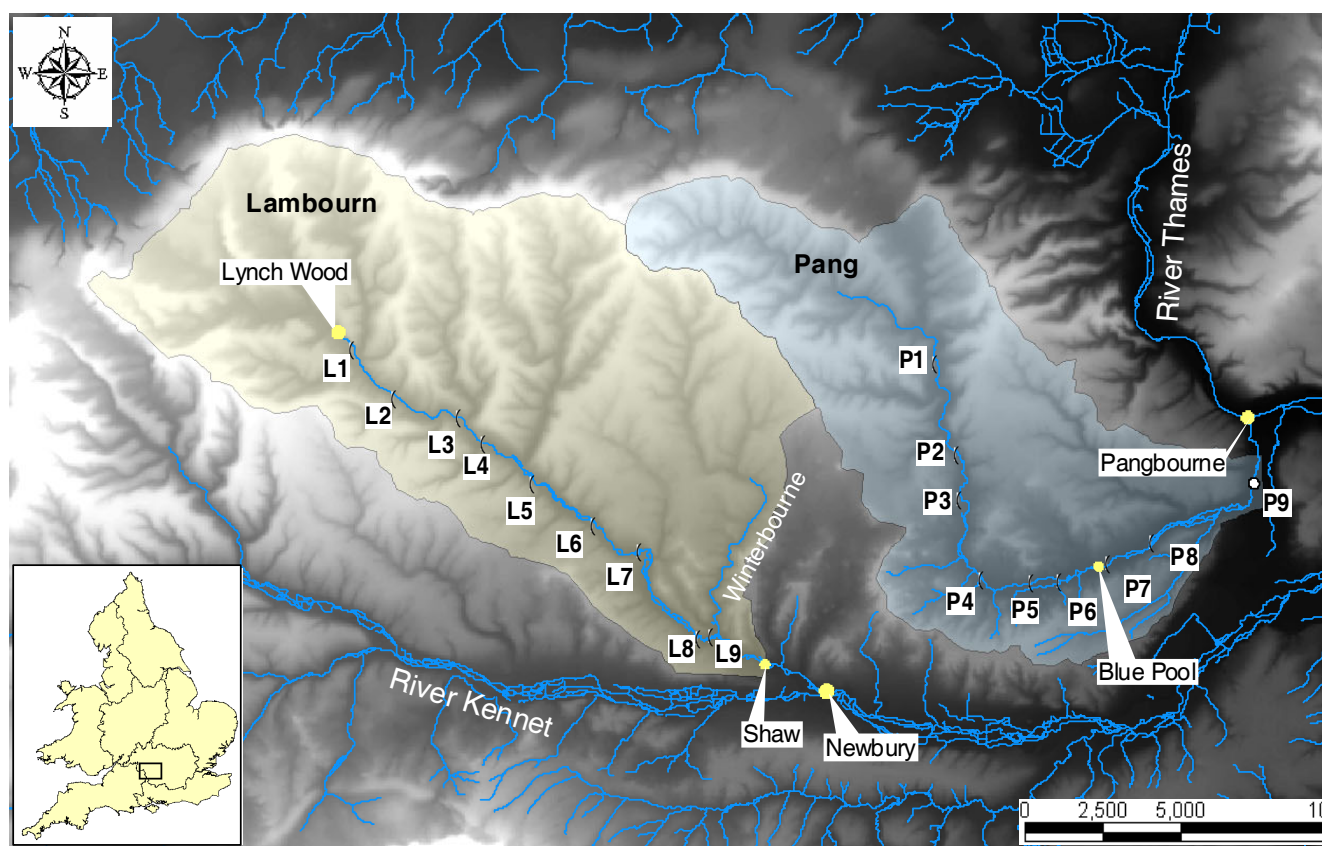 N
W E
S
Lambourn
Lynch Wood
Pang
River Thames
L1
L2
L3
L4
L5
L6
L7
L8
L9
Winterbourne
P1
P2
P3
P4
P5
P6
P7
P8
P9
Pangbourne
Blue Pool
River Kennet
Shaw
Newbury
0 2,500 5,000 10